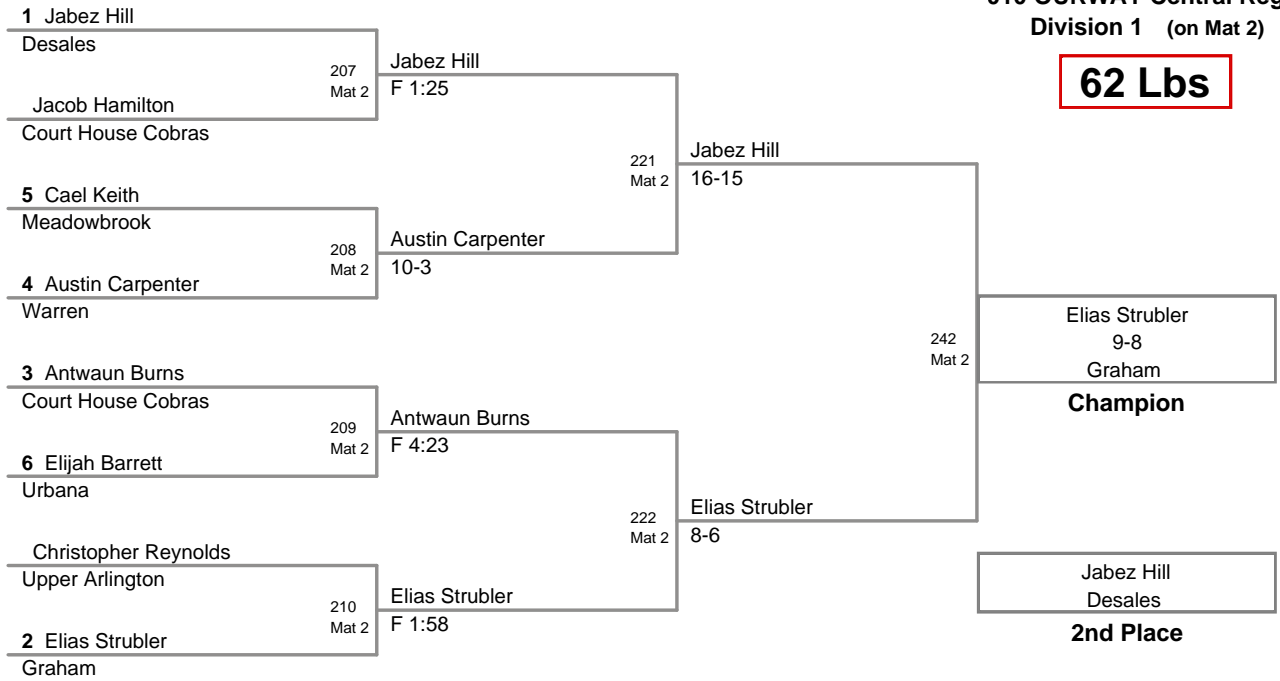 1 Jabez Hill
Desales
207
Mat 2
Jacob Hamilton
Court House Cobras
Jabez Hill
F 1:25
5 Cael Keith
Meadowbrook
208
Mat 2
4 Austin Carpenter
Warren
Austin Carpenter
10-3
221
Mat 2
Jabez Hill
16-15
3 Antwaun Burns
Court House Cobras
209
Mat 2
6 Elijah Barrett
Urbana
Antwaun Burns
F 4:23
Christopher Reynolds
Upper Arlington
210
Mat 2
2 Elias Strubler
Graham
Elias Strubler
F 1:58
222
Mat 2
Elias Strubler
8-6
242
Mat 2
Division 1 (on Mat 2)
62 Lbs
Elias Strubler
9-8
Graham
Champion
Jabez Hill
Desales
2nd Place